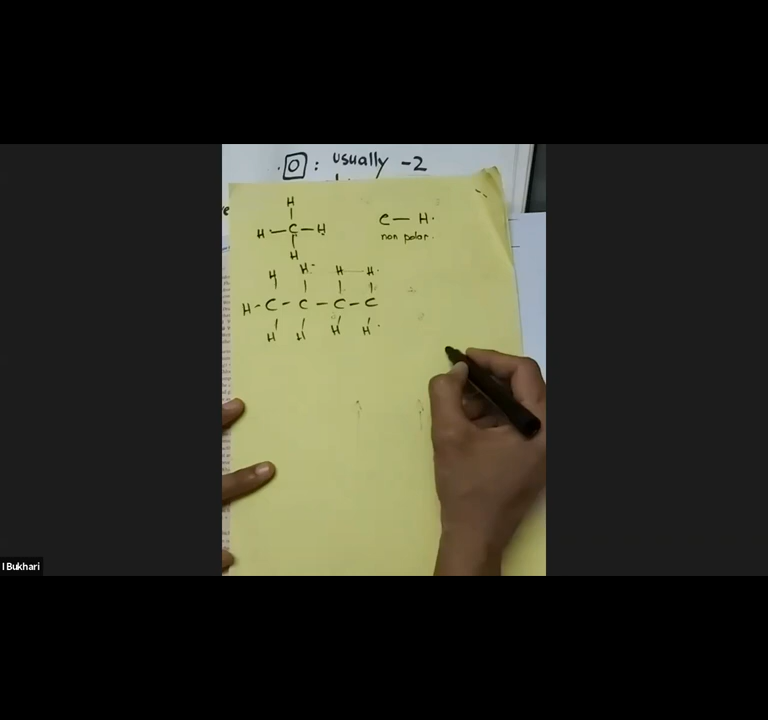 O : usually -2
H
H - C - H
H
C - H
non polar.
H H H H
H - C - C - C - C
H H H H
I Bukhari